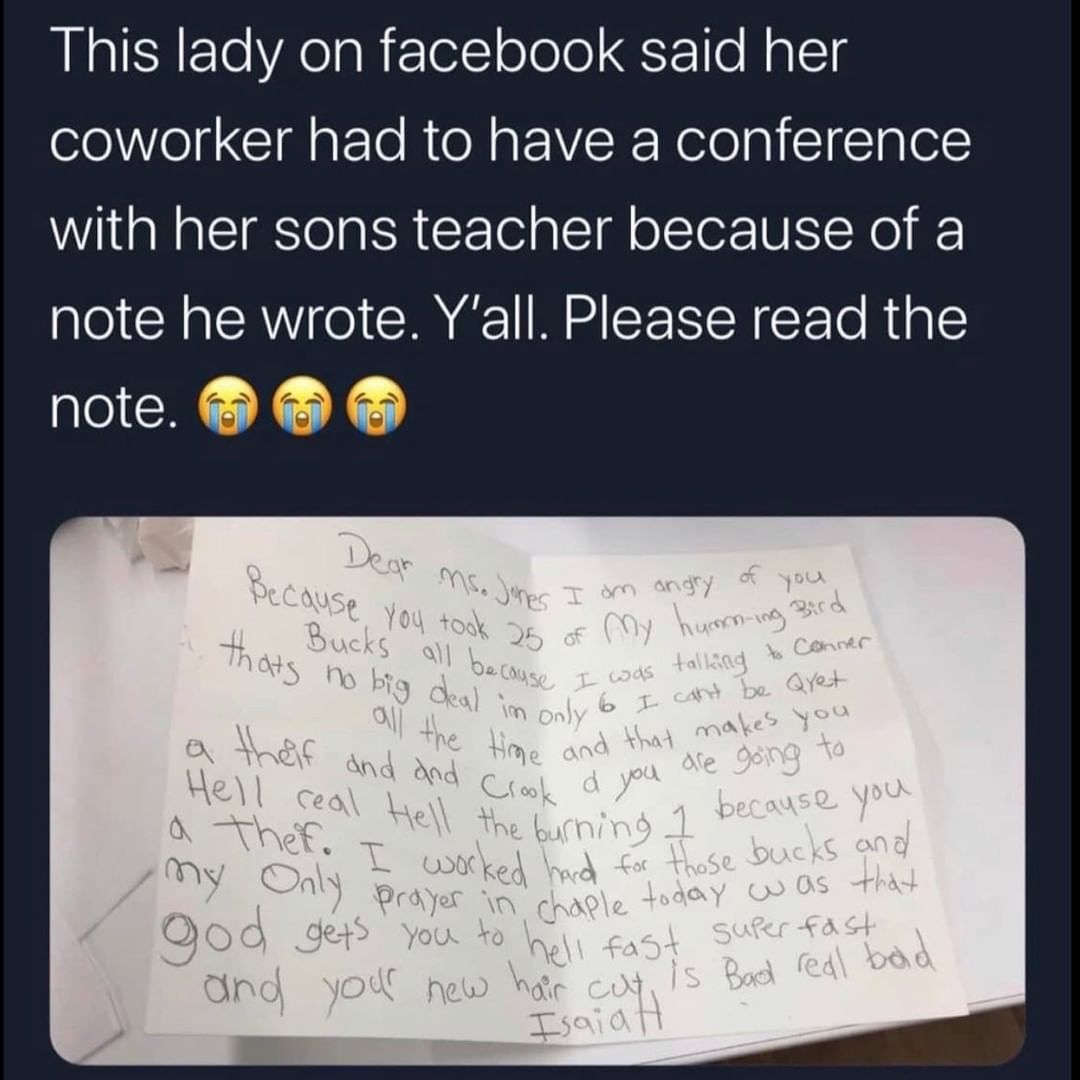 This lady on facebook said her
coworker had to have a conference
with her sons teacher because of a
note he wrote. Y'all. Please read the
note. 😭😭😭
Dear Ms. Jones I am angry of you
Because you took 25 of My humm-ing Bird
Bucks all because I was talking to Conner
thats no big deal im only 6 I cant be Qyet
all the time and that makes you
a theif and and Crook d you are going to
Hell real Hell the burning 1 because you
a Thef. I worked hard for those bucks and
my Only prayer in chaple today was that
god gets you to hell fast super fast
and your new hair cut is Bad real bad
IsaiaH